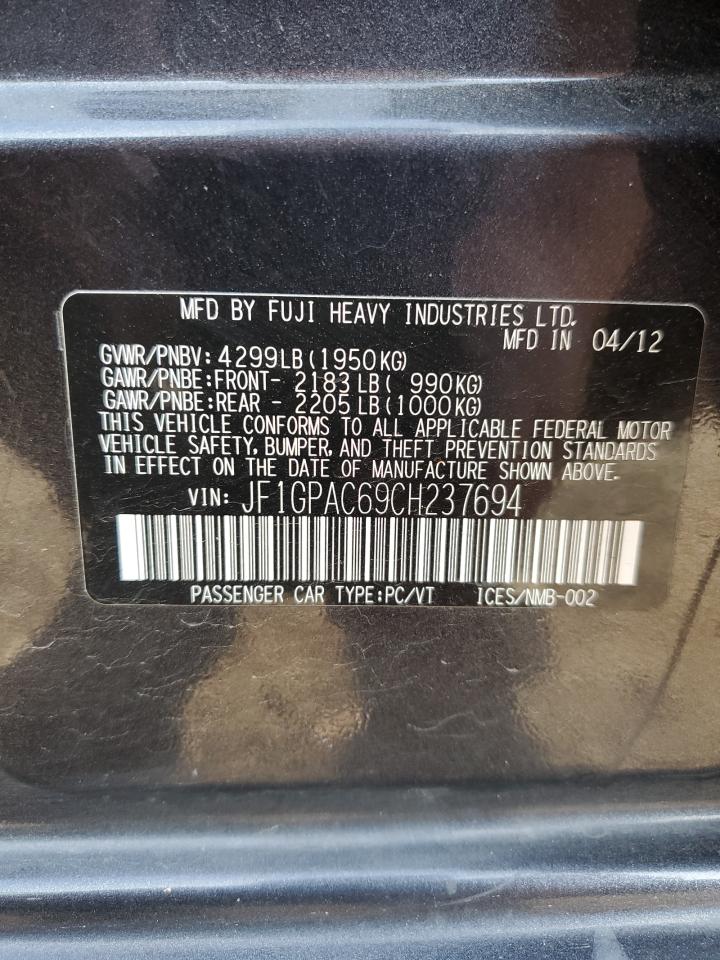 MFD BY FUJI HEAVY INDUSTRIES LTD.
MFD IN 04/12
GVWR/PNBV: 4299LB(1950KG)
GAWR/PNBE:FRONT- 2183LB( 990KG)
GAWR/PNBE:REAR - 2205LB(1000KG)
THIS VEHICLE CONFORMS TO ALL APPLICABLE FEDERAL MOTOR
VEHICLE SAFETY, BUMPER, AND THEFT PREVENTION STANDARDS
IN EFFECT ON THE DATE OF MANUFACTURE SHOWN ABOVE.
VIN: JF1GPAC69CH237694
PASSENGER CAR TYPE:PC/VT ICES/NMB-002